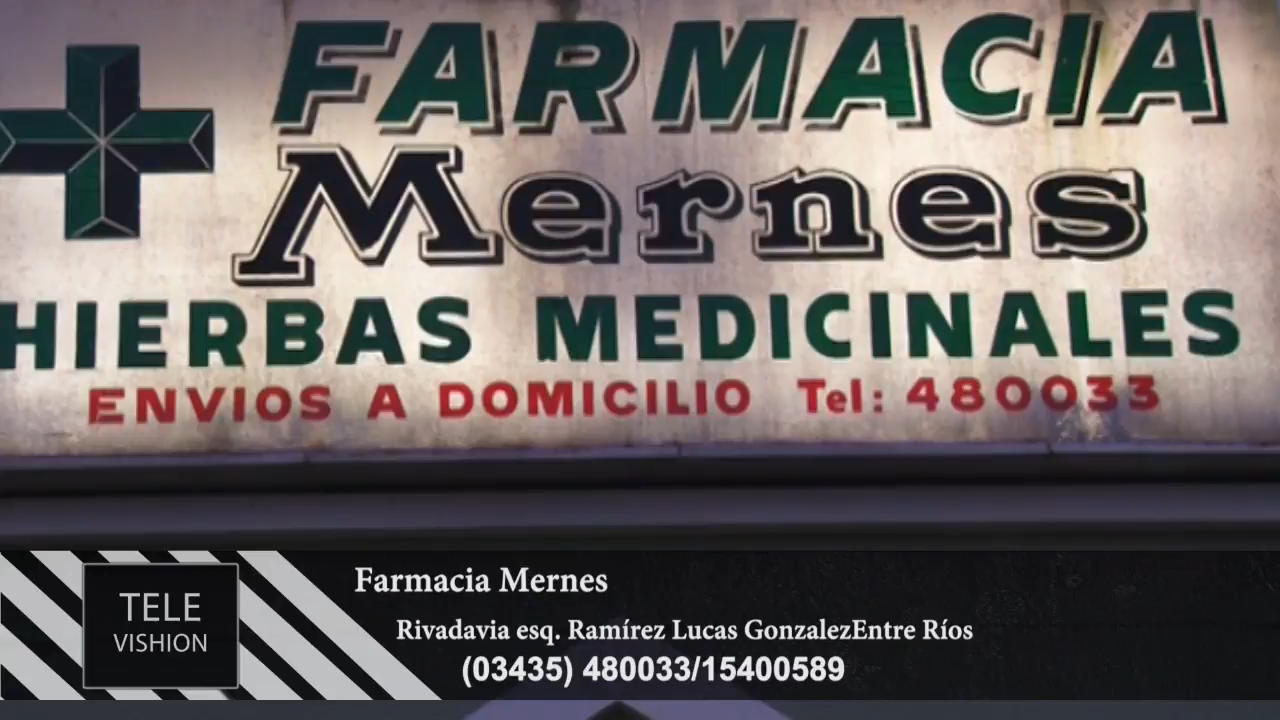 FARMACIA
Mernes
HIERBAS MEDICINALES
ENVIOS A DOMICILIO Tel: 480033
TELE
VISHION
Farmacia Mernes
Rivadavia esq. Ramírez Lucas GonzalezEntre Ríos
(03435) 480033/15400589